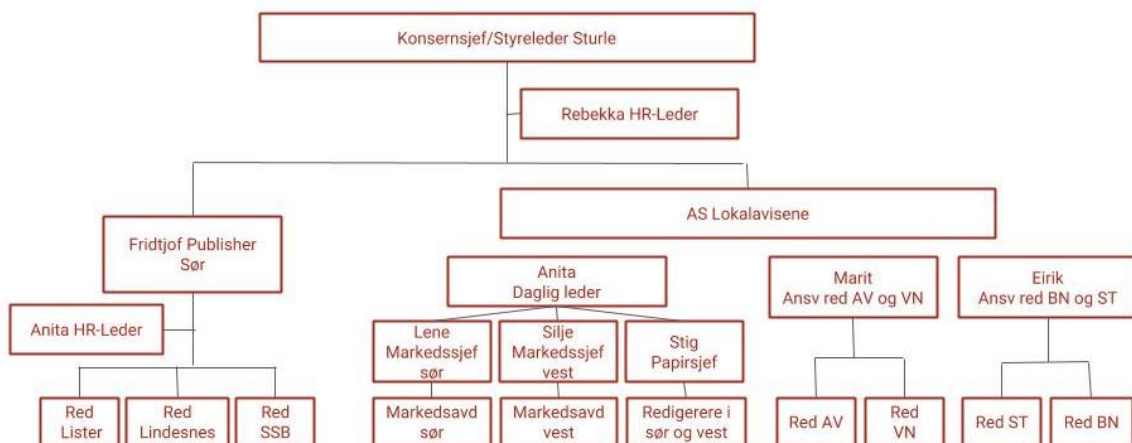 Konsernsjef/Styreleder Sturle
Rebekka HR-Leder
AS Lokalavisene
Fridtjof Publisher
Sør
Anita HR-Leder
Red
Lister
Red
Lindesnes
Red
SSB
Anita
Daglig leder
Lene
Markedssjef
sør
Silje
Markedssjef
vest
Stig
Papirsjef
Markedsavd
sør
Markedsavd
vest
Redigerere i
sør og vest
Marit
Ansv red AV og VN
Red AV
Red
VN
Eirik
Ansv red BN og ST
Red ST
Red BN